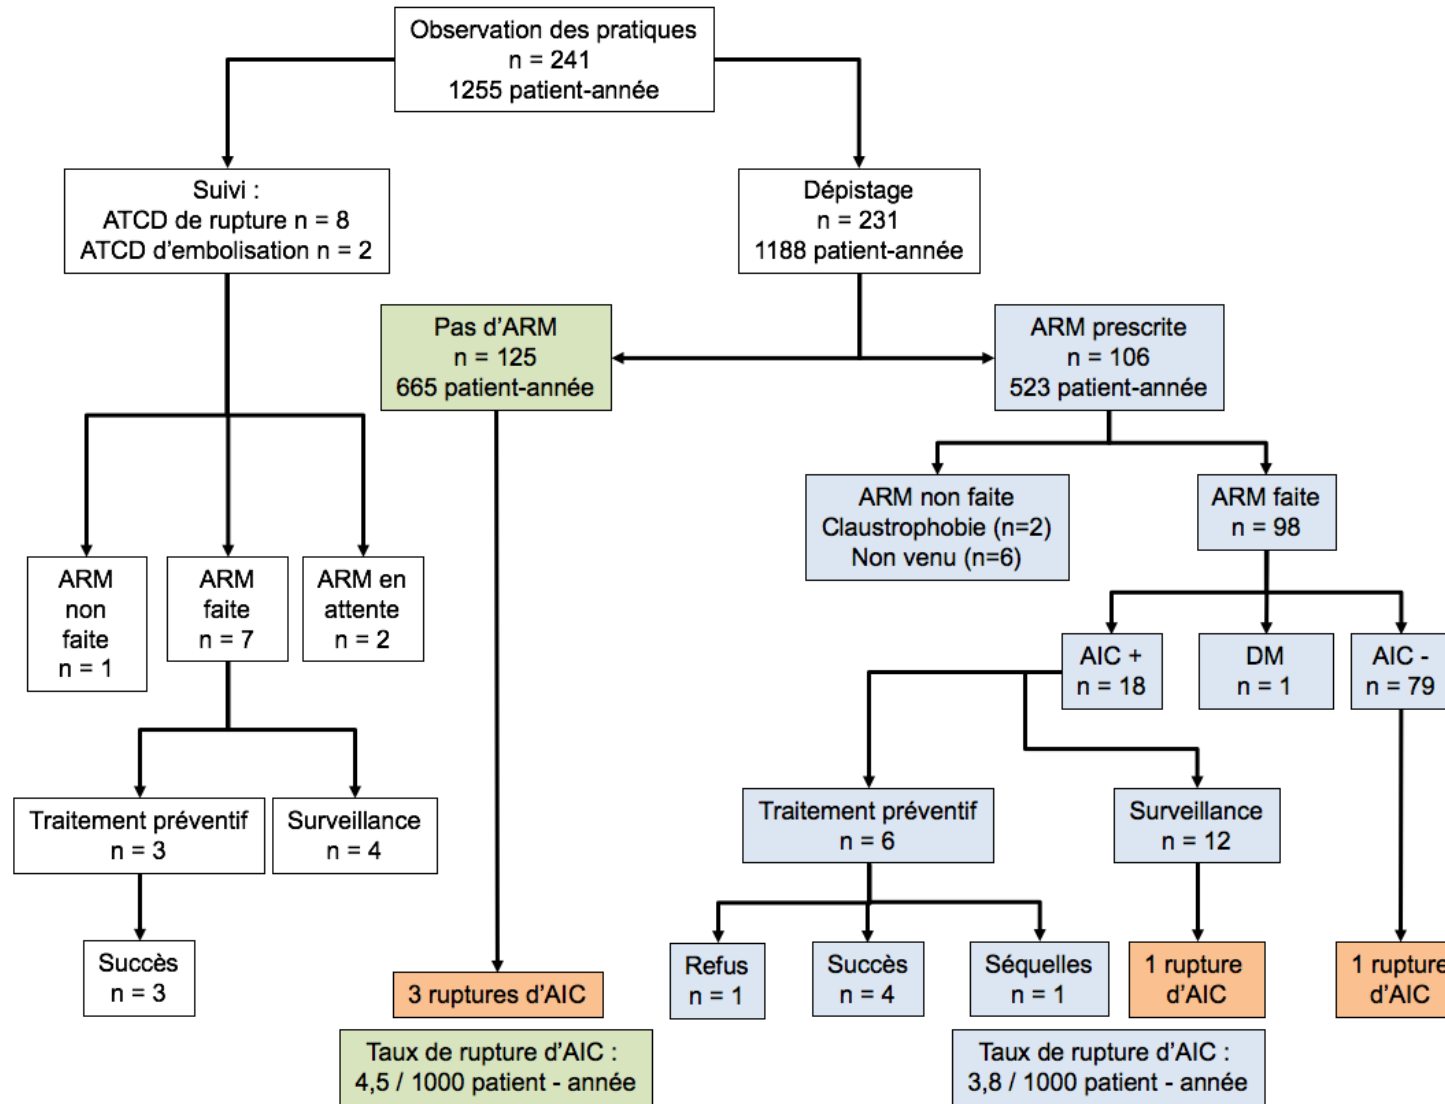 Observation des pratiques
n = 241
1255 patient-année
Suivi :
ATCD de rupture n = 8
ATCD d'embolisation n = 2
Dépistage
n = 231
1188 patient-année
Pas d'ARM
n = 125
665 patient-année
ARM prescrite
n = 106
523 patient-année
ARM non faite
Claustrophobie (n=2)
Non venu (n=6)
ARM faite
n = 98
ARM
non
faite
n = 1
ARM
faite
n = 7
ARM en
attente
n = 2
AIC +
n = 18
DM
n = 1
AIC -
n = 79
Traitement préventif
n = 3
Surveillance
n = 4
Traitement préventif
n = 6
Surveillance
n = 12
Succès
n = 3
3 ruptures d'AIC
Refus
n = 1
Succès
n = 4
Séquelles
n = 1
1 rupture
d'AIC
1 rupture
d'AIC
Taux de rupture d'AIC :
4,5 / 1000 patient - année
Taux de rupture d'AIC :
3,8 / 1000 patient - année